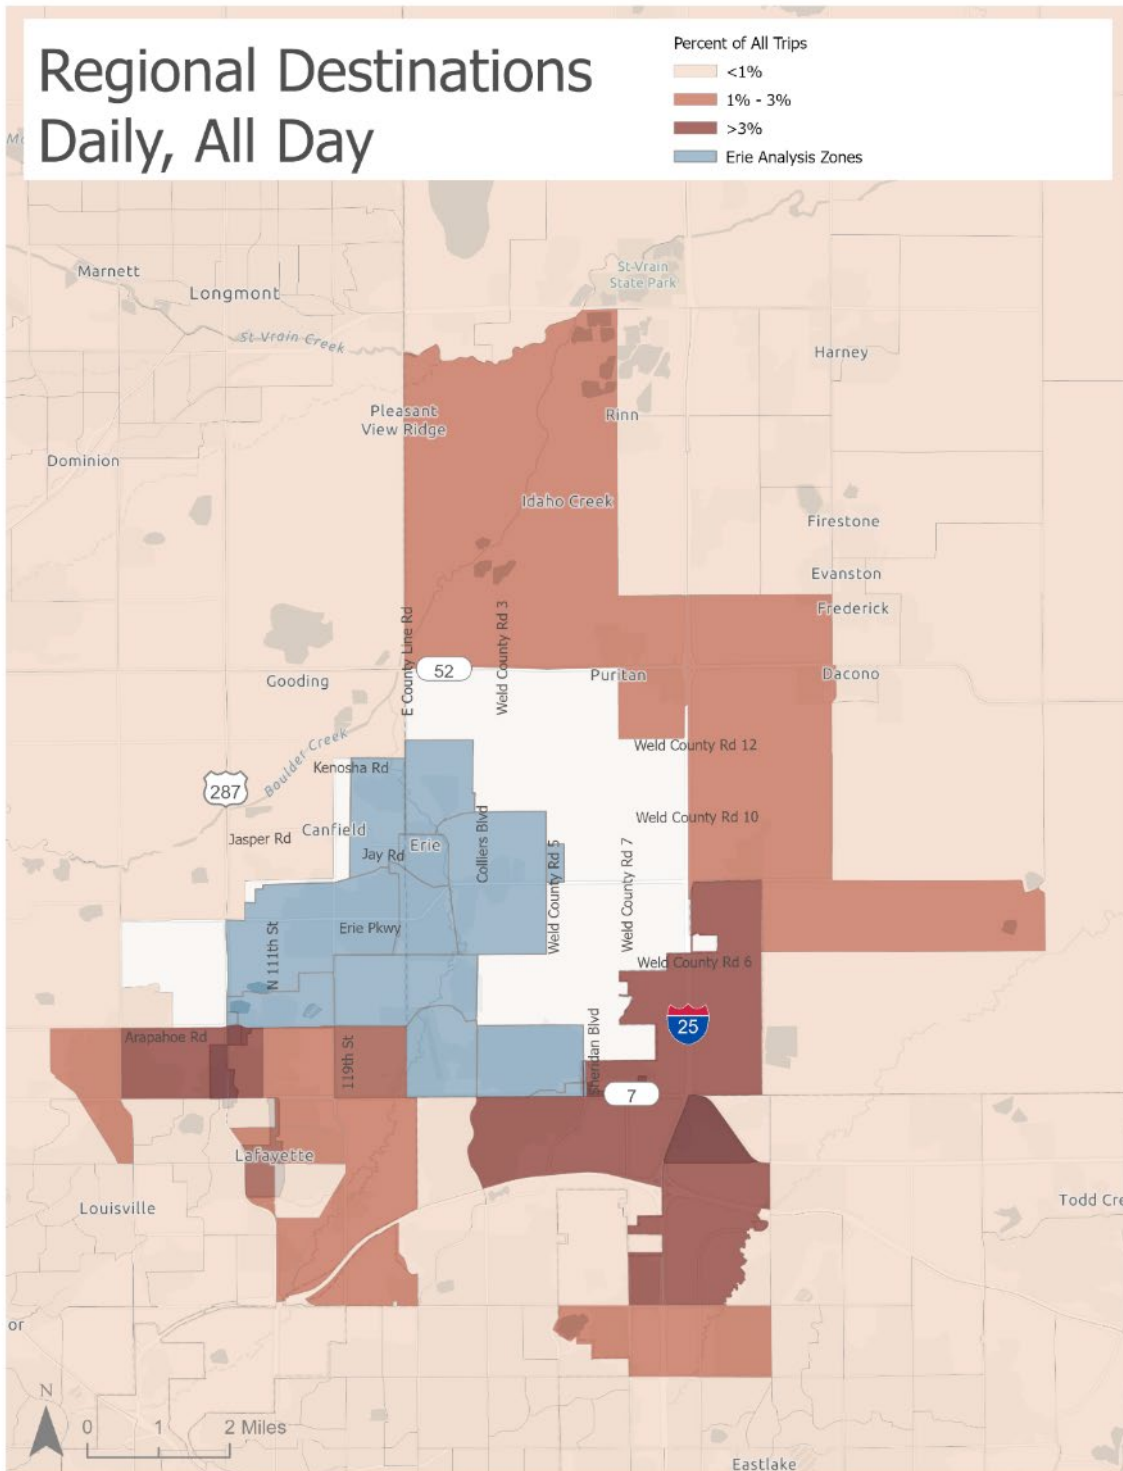 Regional Destinations
Daily, All Day
Percent of All Trips
<1%
1% - 3%
>3%
Erie Analysis Zones
Marnett
Longmont
St Vrain Creek
St Vrain
State Park
Harney
Pleasant
View Ridge
Rinn
Dominion
Idaho Creek
Firestone
Evanston
Frederick
E County Line Rd
Weld County Rd 3
52
Puritan
Dacono
Gooding
Boulder Creek
Weld County Rd 12
Kenosha Rd
287
Canfield
Jasper Rd
Jay Rd
Erie
Colliers Blvd
Weld County Rd 10
Weld County Rd 5
Weld County Rd 7
N 111th St
Erie Pkwy
Weld County Rd 6
25
Arapahoe Rd
119th St
Sheridan Blvd
7
Lafayette
Louisville
Todd Cre
or
N
0 1 2 Miles
Eastlake